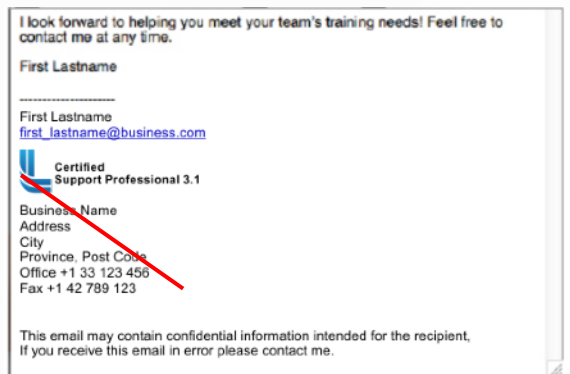 I look forward to helping you meet your team's training needs! Feel free to
contact me at any time.
First Lastname
---------------------
First Lastname
first_lastname@business.com
Certified
Support Professional 3.1
Business Name
Address
City
Province, Post Code
Office +1 33 123 456
Fax +1 42 789 123
This email may contain confidential information intended for the recipient,
If you receive this email in error please contact me.